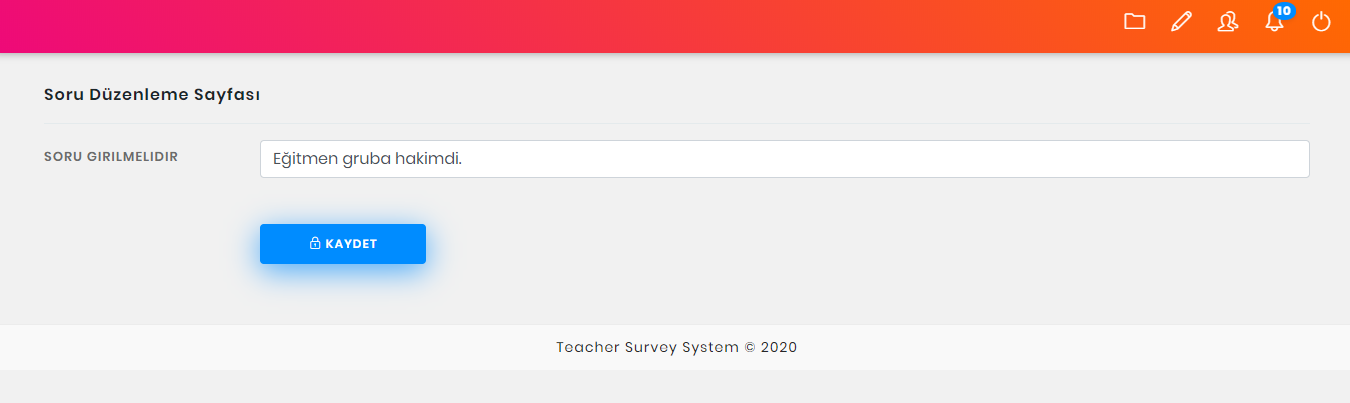 10
Soru Düzenleme Sayfası
SORU GIRILMELIDIR
Eğitmen gruba hakimdi.
KAYDET
Teacher Survey System © 2020